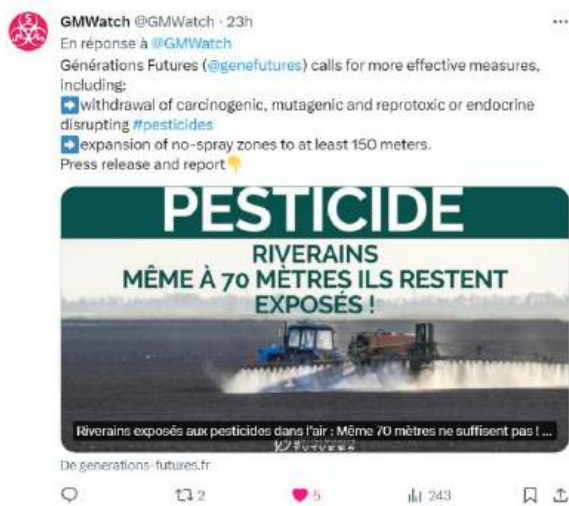 GMWatch @GMWatch · 23h
En réponse à @GMWatch
Générations Futures (@genefutures) calls for more effective measures,
including:
➡withdrawal of carcinogenic, mutagenic and reprotoxic or endocrine
disrupting #pesticides
➡expansion of no-spray zones to at least 150 meters.
Press release and report👇
PESTICIDE
RIVERAINS
MÊME À 70 MÈTRES ILS RESTENT
EXPOSÉS !
Riverains exposés aux pesticides dans l'air : Même 70 mètres ne suffisent pas ! ...
FUTURES
De generations-futures.fr
2
5
243